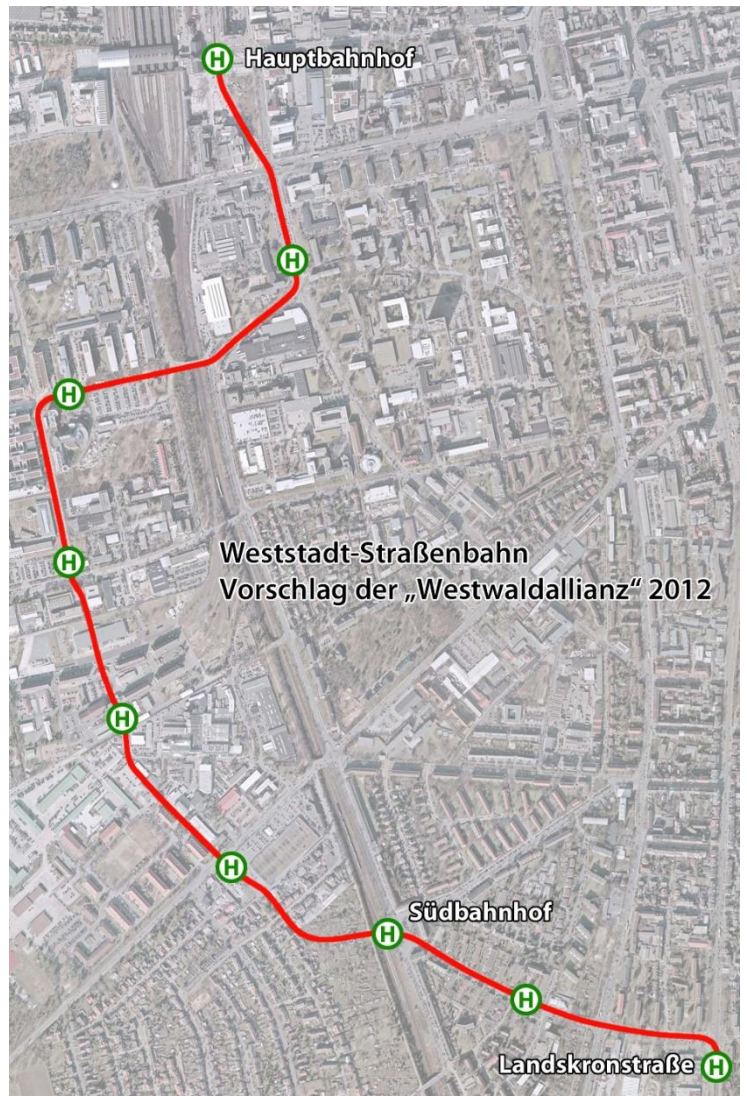 H Hauptbahnhof
H
H
Weststadt-Straßenbahn
Vorschlag der „Westwaldallianz“ 2012
H
H
H
Südbahnhof
H
H
Landskronstraße H